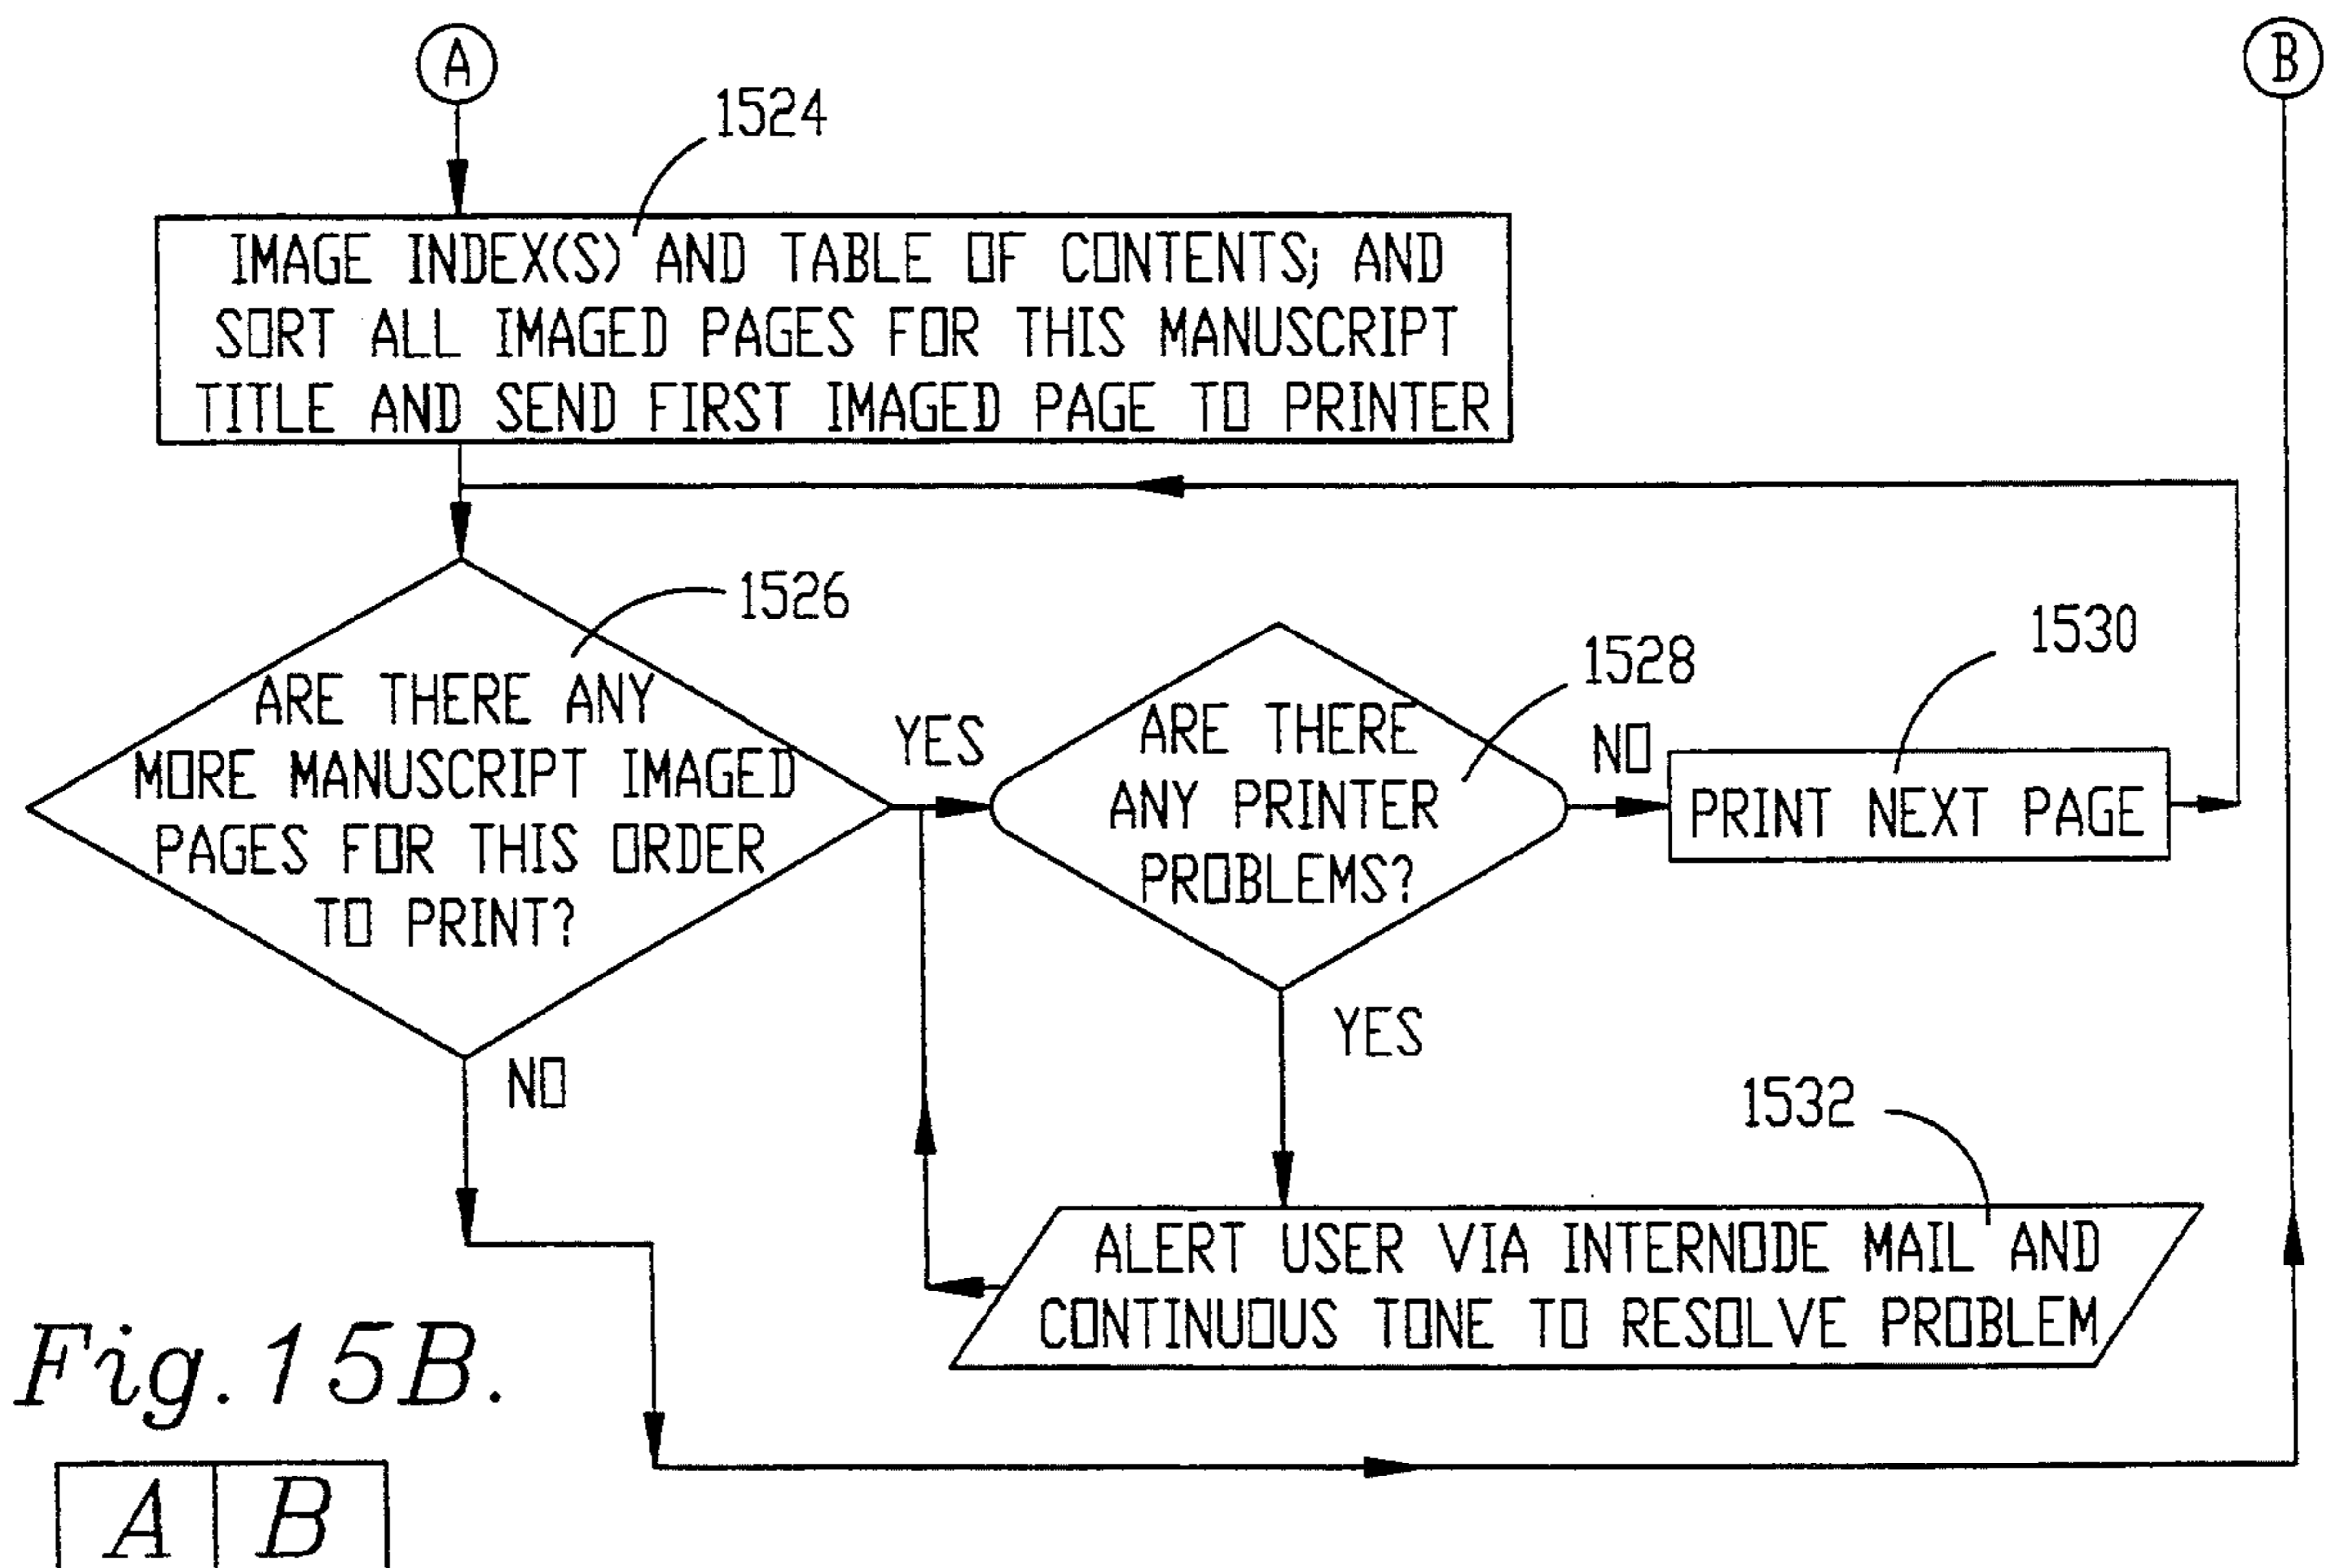 A
B
1524
IMAGE INDEX(S) AND TABLE OF CONTENTS; AND
SORT ALL IMAGED PAGES FOR THIS MANUSCRIPT
TITLE AND SEND FIRST IMAGED PAGE TO PRINTER
1526
ARE THERE ANY
MORE MANUSCRIPT IMAGED
PAGES FOR THIS ORDER
TO PRINT?
YES
NO
1528
ARE THERE
ANY PRINTER
PROBLEMS?
NO
YES
1530
PRINT NEXT PAGE
1532
ALERT USER VIA INTERNODE MAIL AND
CONTINUOUS TONE TO RESOLVE PROBLEM
Fig.15B.
A B